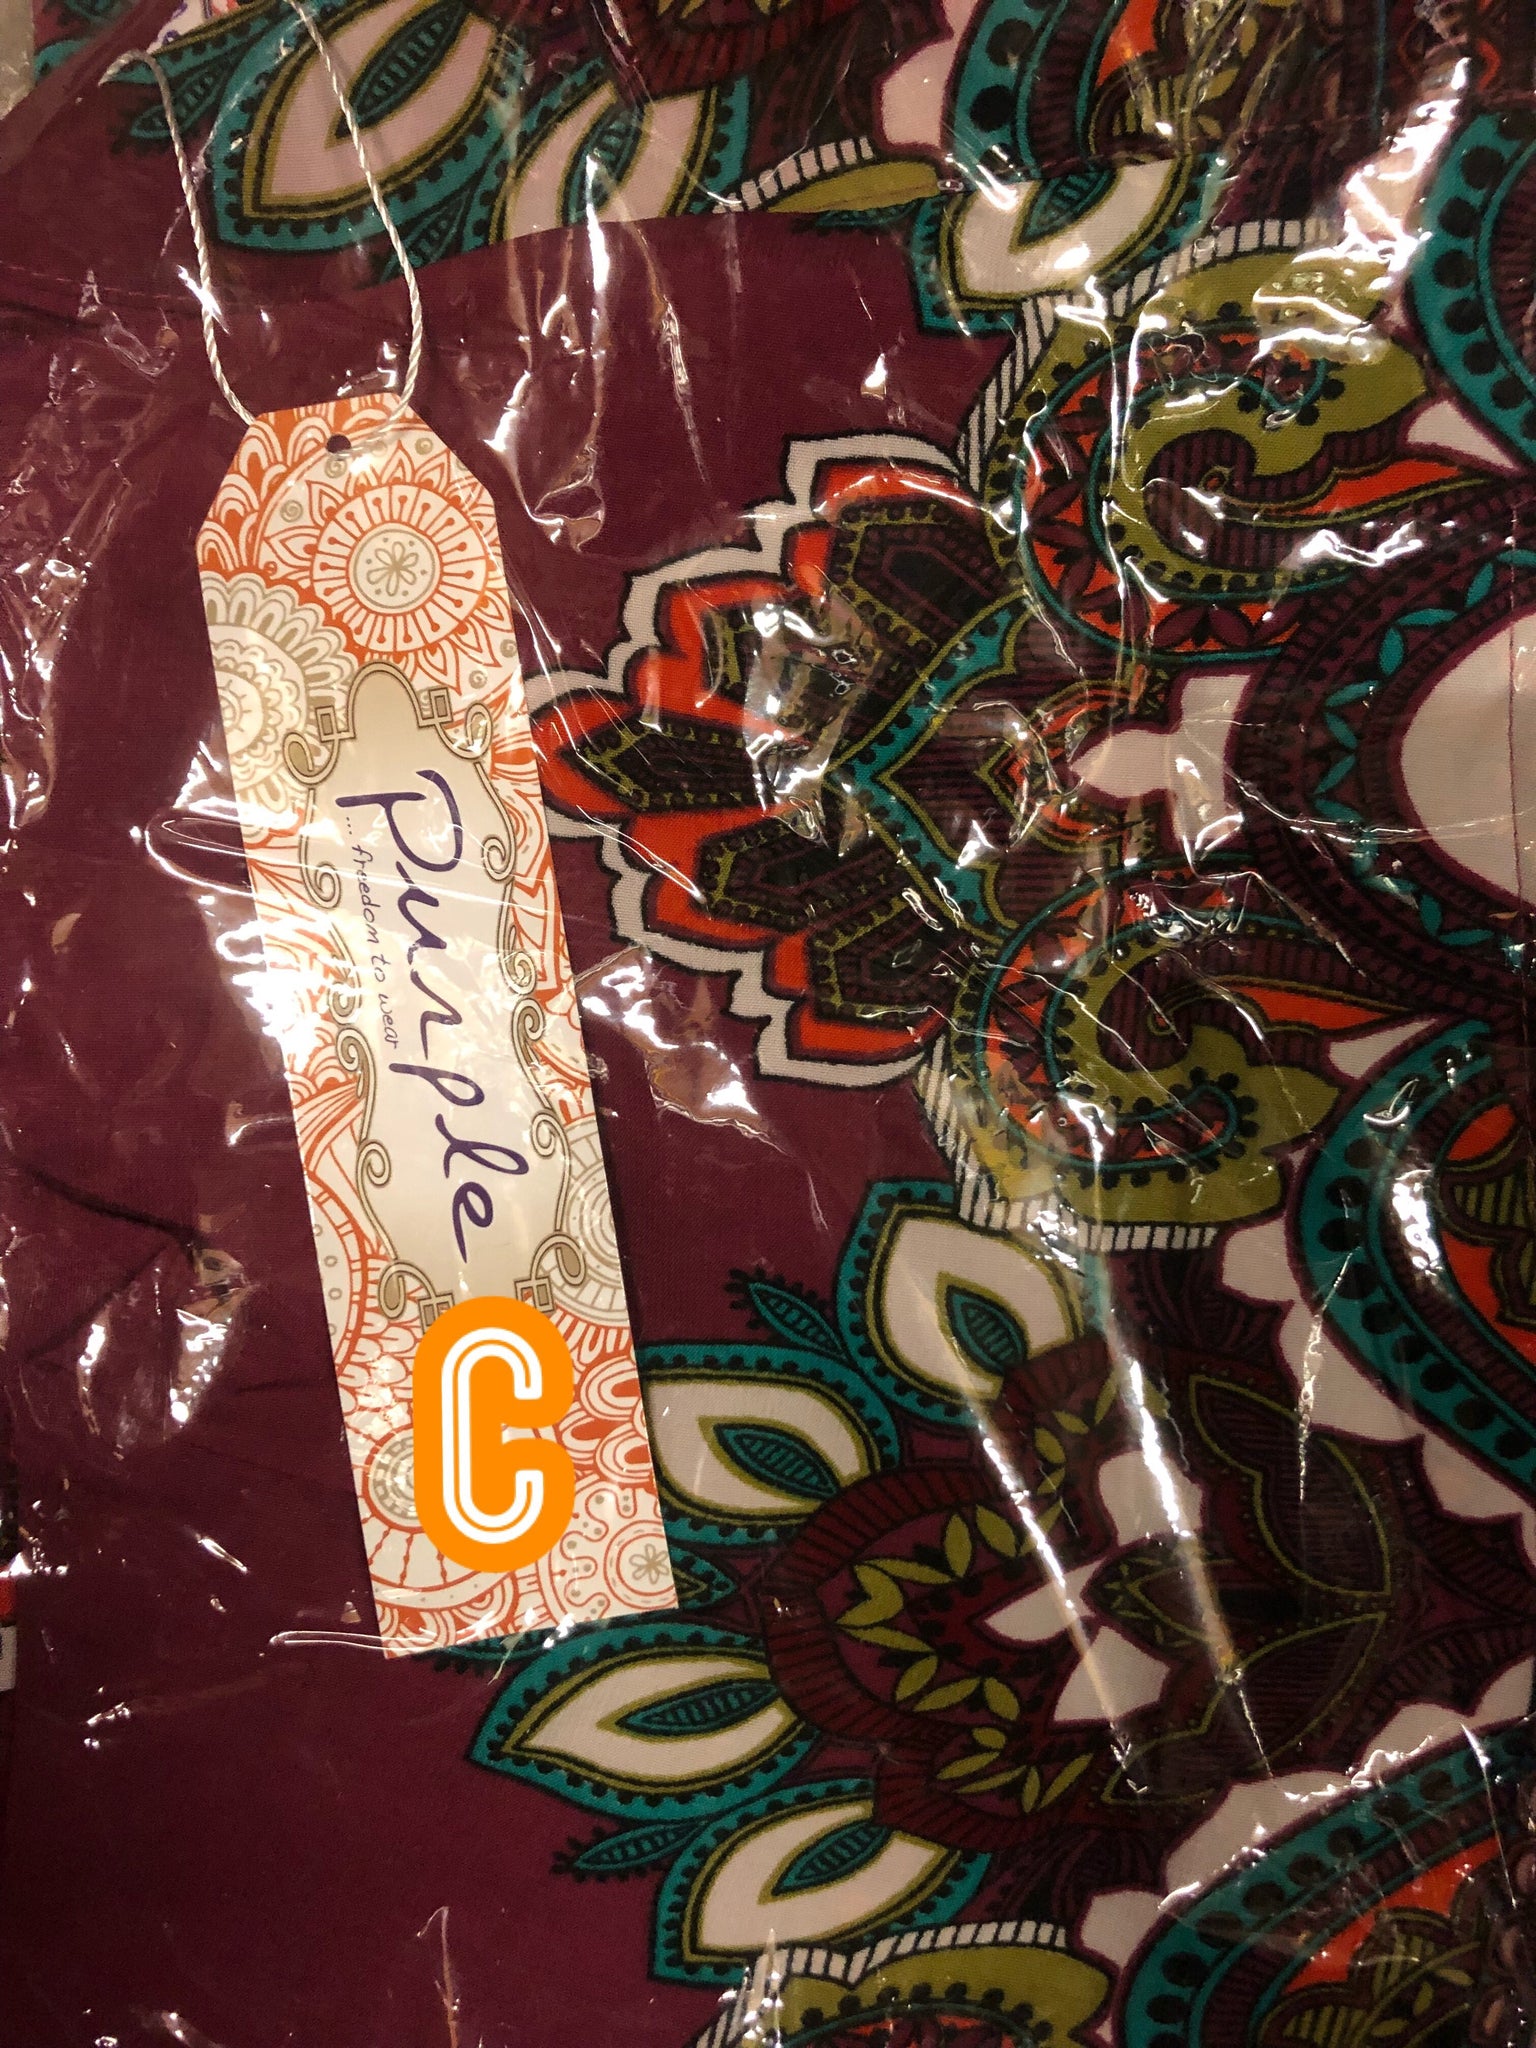 Purple
... freedom to wear
C